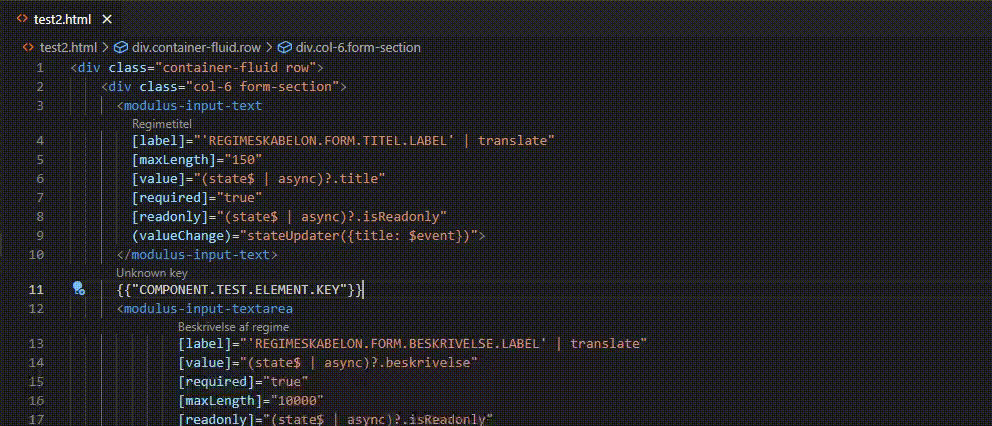 test2.html
test2.html > div.container-fluid.row > div.col-6.form-section
1 <div class="container-fluid row">
2 <div class="col-6 form-section">
3 <modulus-input-text
Regimetitel
4 [label]="'REGIMESKABELON.FORM.TITEL.LABEL' | translate"
5 [maxLength]="150"
6 [value]="(state$ | async)?.title"
7 [required]="true"
8 [readonly]="(state$ | async)?.isReadonly"
9 (valueChange)="stateUpdater({title: $event})">
10 </modulus-input-text>
Unknown key
11 {{"COMPONENT.TEST.ELEMENT.KEY"}}
12 <modulus-input-textarea
Beskrivelse af regime
13 [label]="'REGIMESKABELON.FORM.BESKRIVELSE.LABEL' | translate"
14 [value]="(state$ | async)?.beskrivelse"
15 [required]="true"
16 [maxLength]="10000"
17 [readonly]="(state$ | async)?.isReadonly"